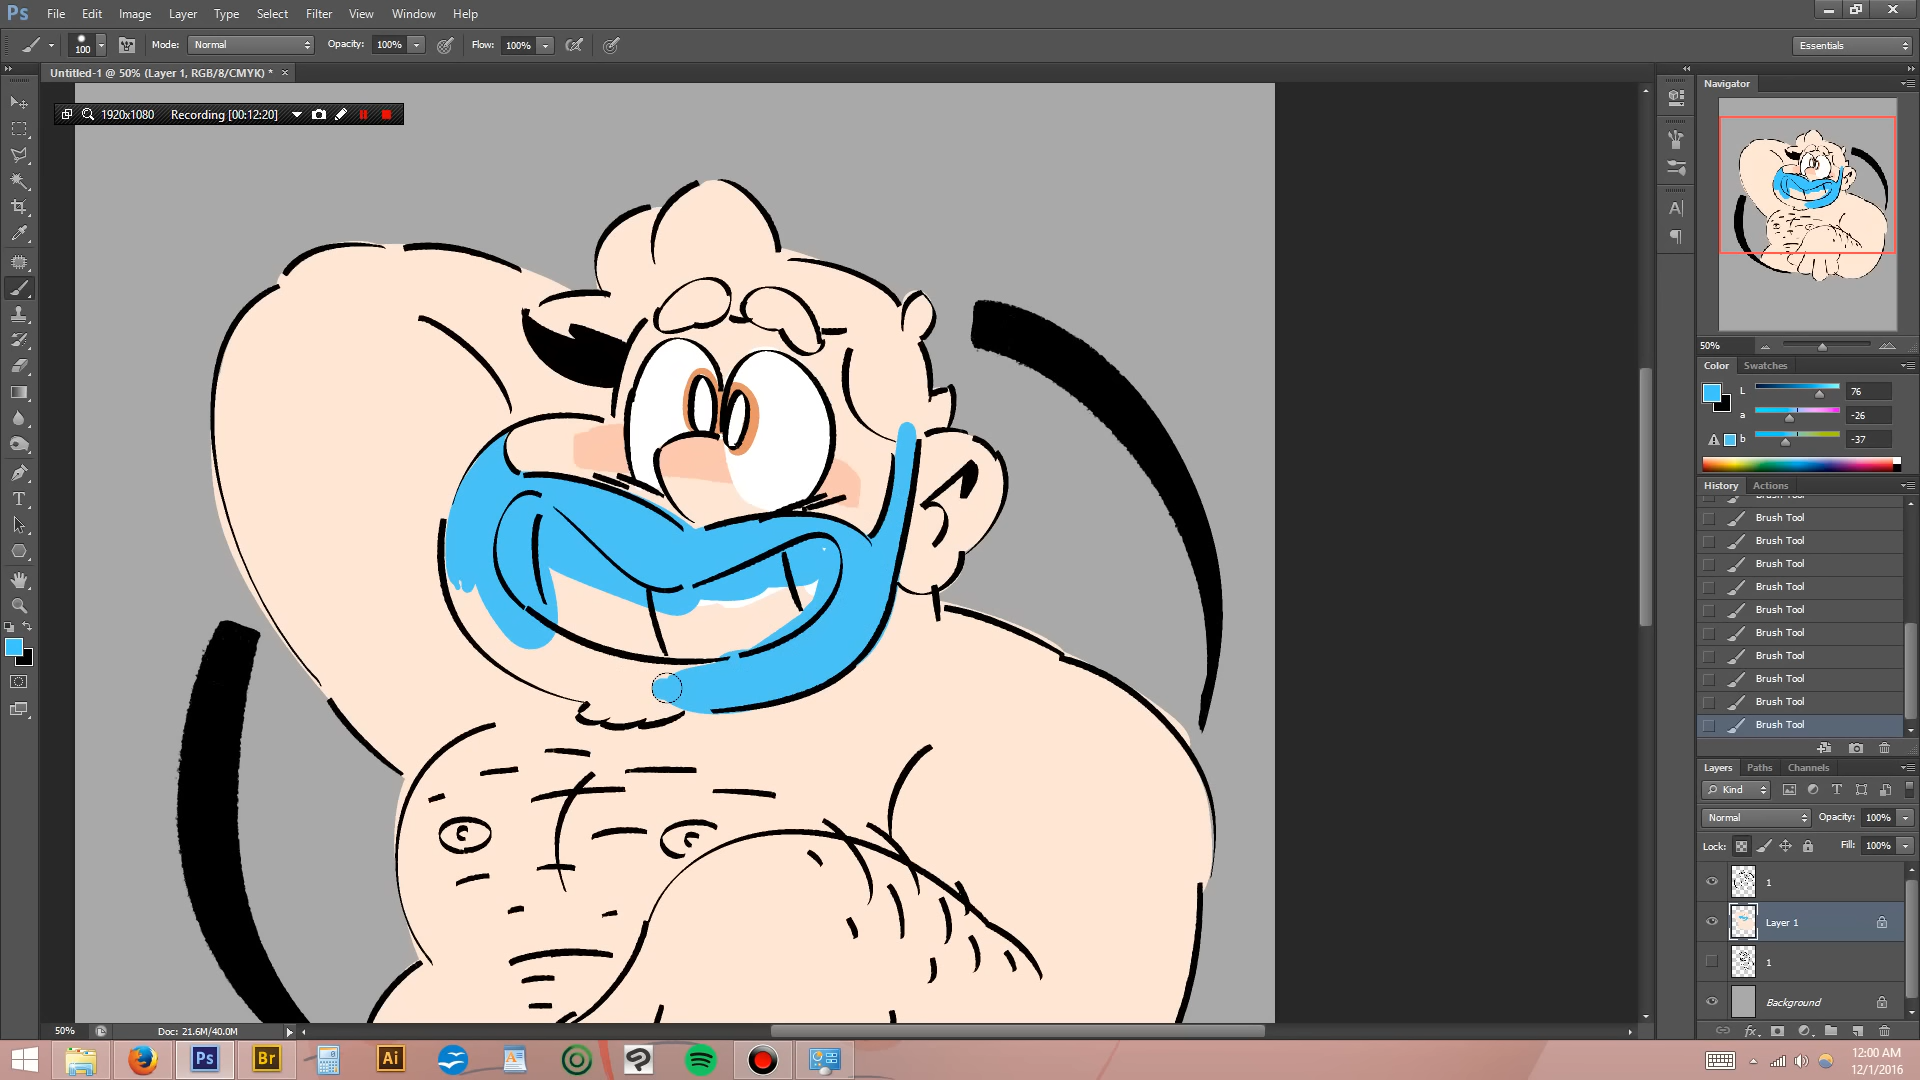 Ps File Edit Image Layer Type Select Filter 3D View Window Help
100 Mode: Normal Opacity: 100% Flow: 100% Essentials
Untitled-1 @ 50% (Layer 1, RGB/8/CMYK) * ×
Navigator
1920x1080 Recording [00:12:20]
50%
Color Swatches
L 76
a -26
b -37
History Actions
Brush Tool
Brush Tool
Brush Tool
Brush Tool
Brush Tool
Brush Tool
Brush Tool
Brush Tool
Brush Tool
Brush Tool
Brush Tool
Layers Paths Channels
Kind
Normal Opacity: 100%
Lock: Fill: 100%
1
Layer 1
1
Background
50% Doc: 21.6M/40.0M
Ps Br Ai
12:00 AM
12/1/2016